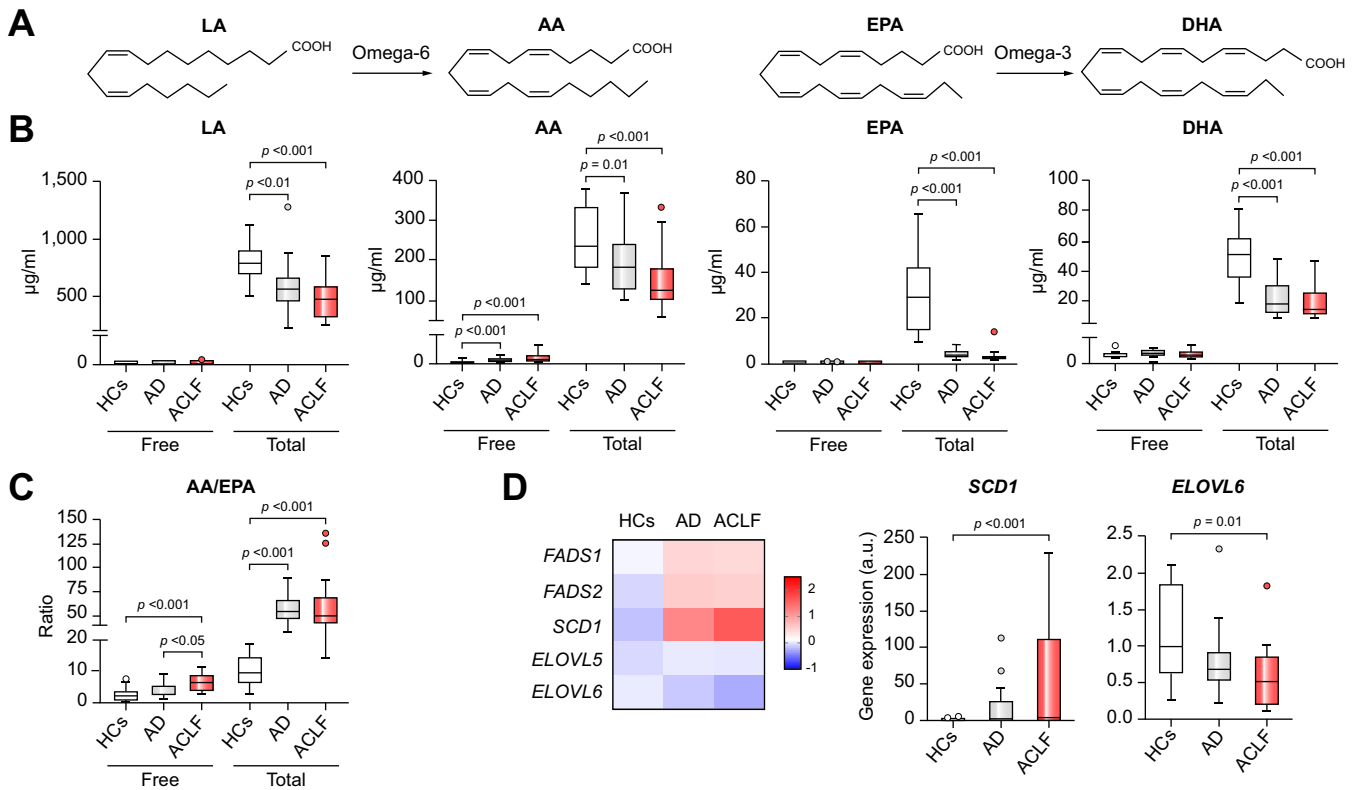 A
LA
AA
EPA
DHA
COOH
Omega-6
COOH
COOH
Omega-3
COOH
B
LA
µg/ml
1,500
1,000
500
0
p <0.001
p <0.01
HCs
AD
ACLF
HCs
AD
ACLF
Free
Total
AA
µg/ml
400
300
200
100
0
p <0.001
p = 0.01
p <0.001
p <0.001
HCs
AD
ACLF
HCs
AD
ACLF
Free
Total
EPA
µg/ml
80
60
40
20
0
p <0.001
p <0.001
HCs
AD
ACLF
HCs
AD
ACLF
Free
Total
DHA
µg/ml
100
80
60
40
20
0
p <0.001
p <0.001
HCs
AD
ACLF
HCs
AD
ACLF
Free
Total
C
AA/EPA
Ratio
150
125
100
75
50
20
10
0
p <0.001
p <0.001
p <0.001
p <0.05
HCs
AD
ACLF
HCs
AD
ACLF
Free
Total
D
HCs AD ACLF
FADS1
FADS2
SCD1
ELOVL5
ELOVL6
2
1
0
-1
SCD1
Gene expression (a.u.)
250
200
150
100
50
0
p <0.001
HCs
AD
ACLF
ELOVL6
2.5
2.0
1.5
1.0
0.5
0.0
p = 0.01
HCs
AD
ACLF